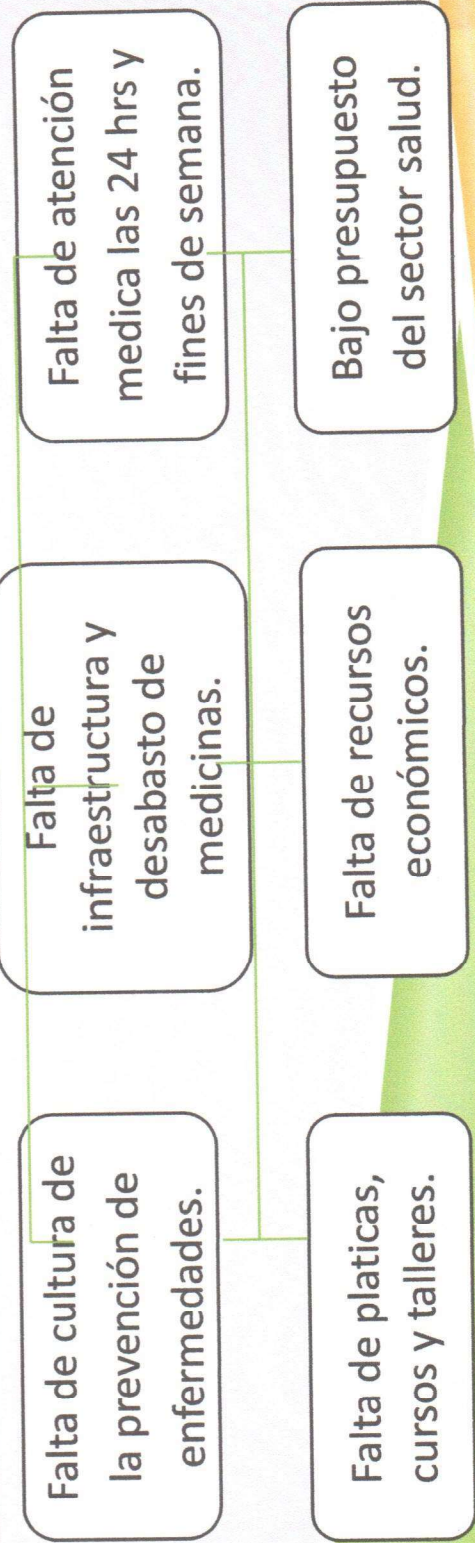 Falta de cultura de
la prevención de
enfermedades.
Falta de
infraestructura y
desabasto de
medicinas.
Falta de atención
medica las 24 hrs y
fines de semana.
Falta de platicas,
cursos y talleres.
Falta de recursos
económicos.
Bajo presupuesto
del sector salud.